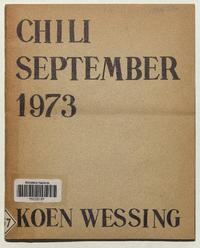 CHILI
SEPTEMBER
1973
KOEN WESSING